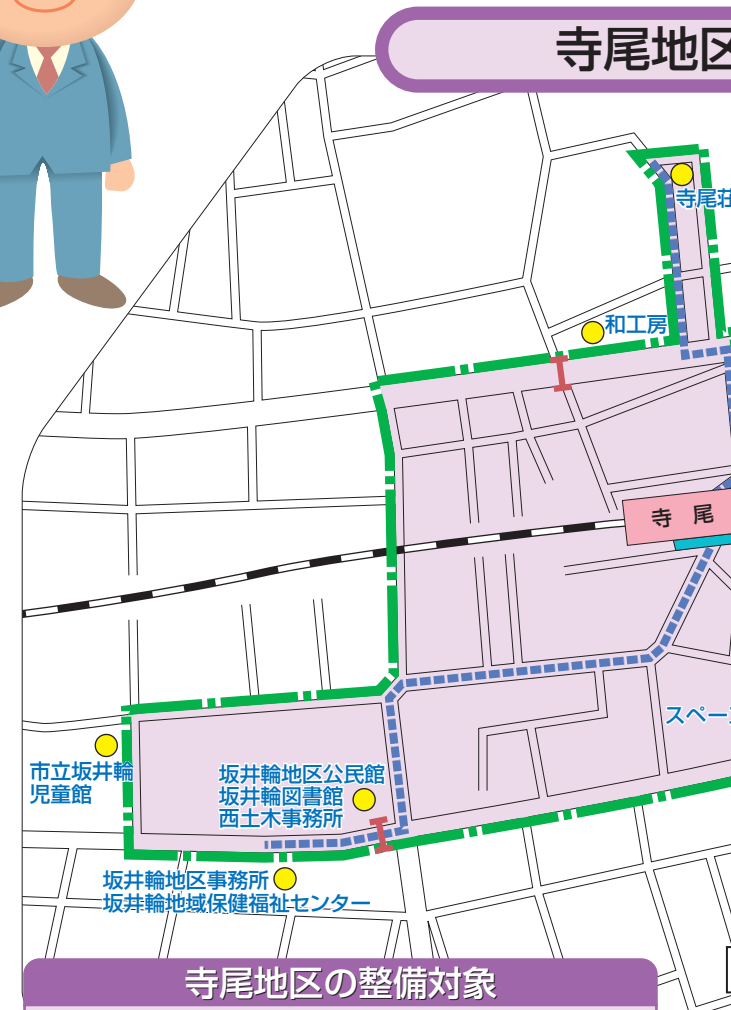 寺尾地区
寺尾荘
和工房
寺 尾
スペー
市立坂井輪
児童館
坂井輪地区公民館
坂井輪図書館
西土木事務所
坂井輪地区事務所
坂井輪地域保健福祉センター
寺尾地区の整備対象